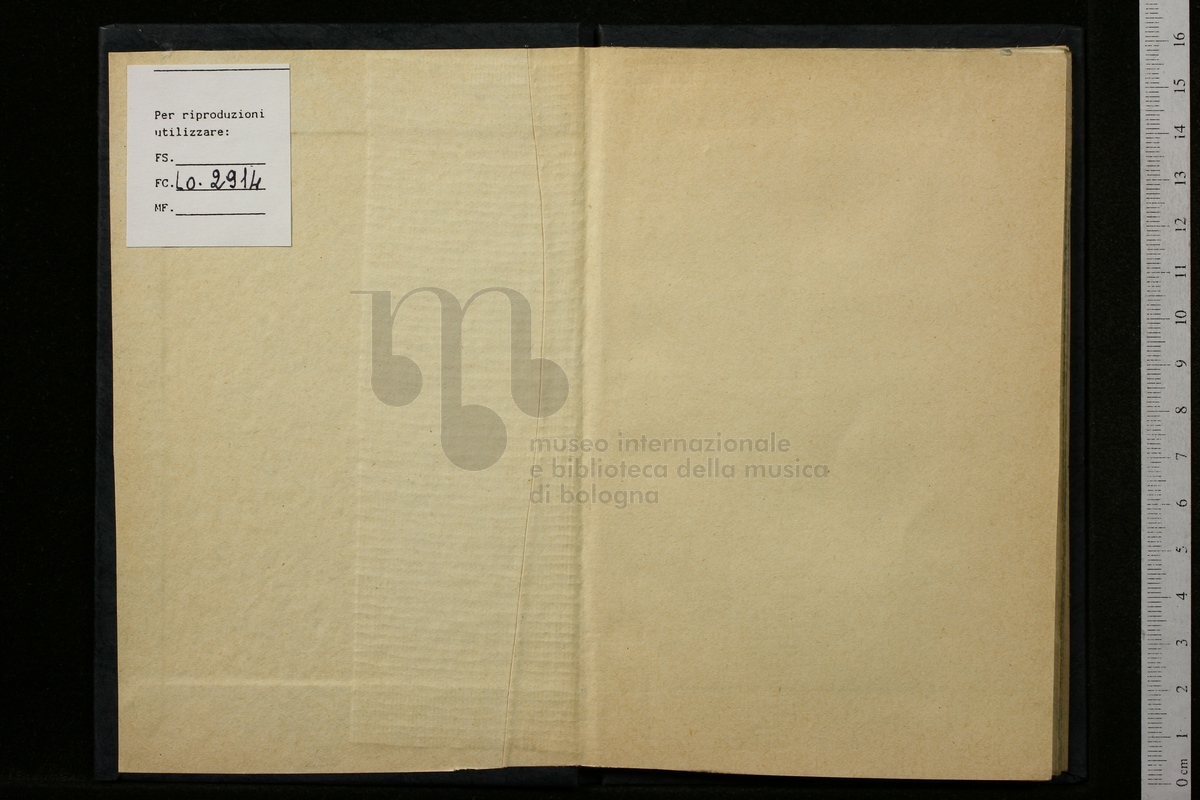 Per riproduzioni
utilizzare:
FS.
FC. Lo. 2914
MF.
museo internazionale
e biblioteca della musica
di bologna
16
15
14
13
12
11
10
9
8
7
6
5
4
3
2
1
0 cm